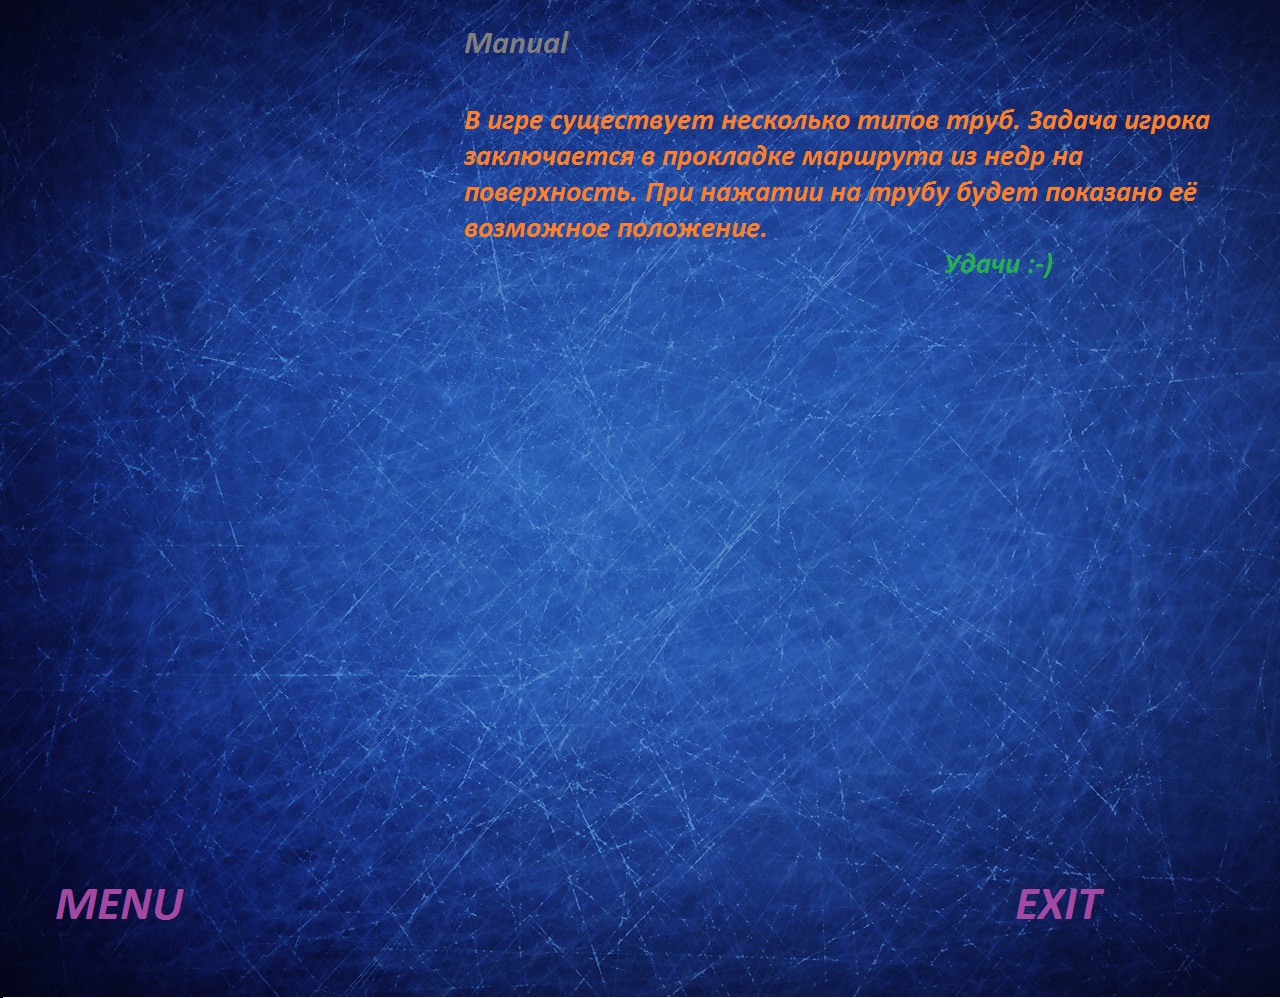 Manual
В игре существует несколько типов труб. Задача игрока
заключается в прокладке маршрута из недр на
поверхность. При нажатии на трубу будет показано её
возможное положение.
Удачи :-)
MENU
EXIT